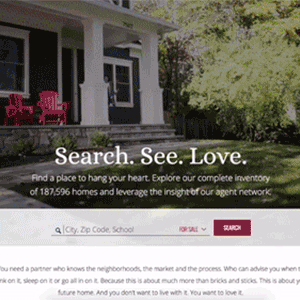 Search. See. Love.
Find a place to hang your heart. Explore our complete inventory
of 187,596 homes and leverage the insight of our agent network.
City, Zip Code, School FOR SALE SEARCH
You need a partner who knows the neighborhoods, the market and the process. Who can advise you when t
nk on it, sleep on it or go all in on it. Because this is about much more than bricks and sticks. This is about y
future home. And you don't want to live with it. You want to love it.